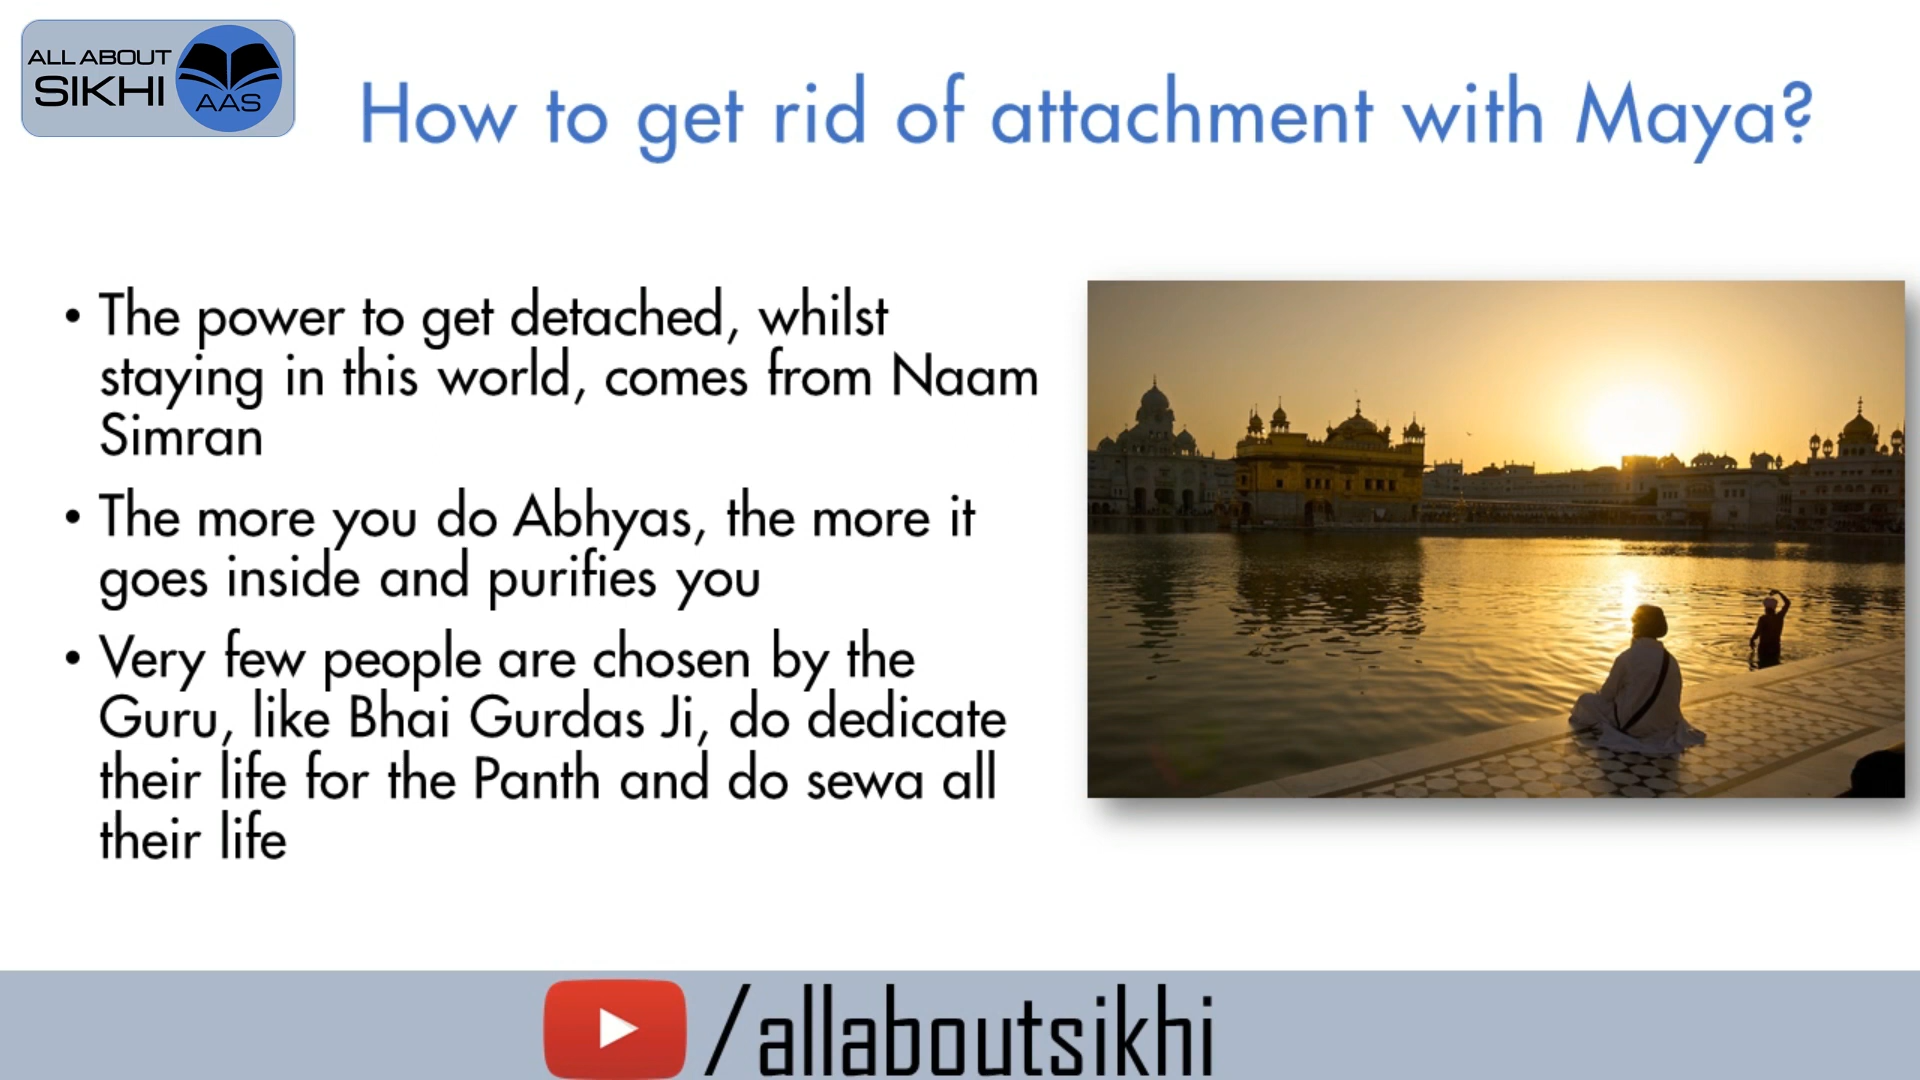 ALL ABOUT
SIKHI
AAS
How to get rid of attachment with Maya?
• The power to get detached, whilst
staying in this world, comes from Naam
Simran
• The more you do Abhyas, the more it
goes inside and purifies you
• Very few people are chosen by the
Guru, like Bhai Gurdas Ji, do dedicate
their life for the Panth and do sewa all
their life
/allaboutsikhi